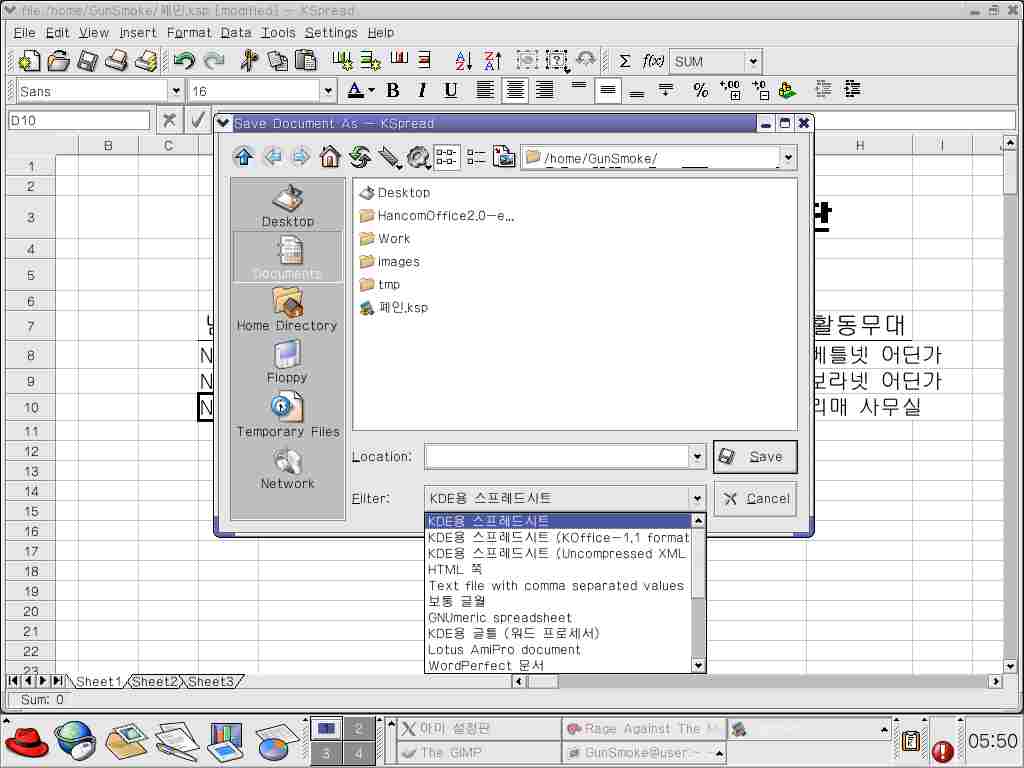 file:/home/GunSmoke/페인.ksp [modified] - KSpread
File Edit View Insert Format Data Tools Settings Help
Σ f(x) SUM
Sans 16 A B I U % +,00 +,0
D10
Save Document As - KSpread
B C H I
/home/GunSmoke/
Desktop
Documents
Home Directory
Floppy
Temporary Files
Network
Desktop
HancomOffice2.0-e...
Work
images
tmp
페인.ksp
Location:
Save
Filter: KDE용 스프레드시트
Cancel
KDE용 스프레드시트
KDE용 스프레드시트 (KOffice-1.1 format
KDE용 스프레드시트 (Uncompressed XML
HTML 쪽
Text file with comma separated values
보통 글월
GNUmeric spreadsheet
KDE용 글틀 (워드 프로세서)
Lotus AmiPro document
WordPerfect 문서
1
2
3
4
5
6
7 활동무대
8 N 베틀넷 어딘가
9 N 보라넷 어딘가
10 N 사무실
11
12
13
14
15
16
17
18
19
20
21
22
23
Sheet1 Sheet2 Sheet3
Sum: 0
1 2 3 4
아미 설정판
Rage Against The M
The GIMP
GunSmoke@user:~ -
05:50